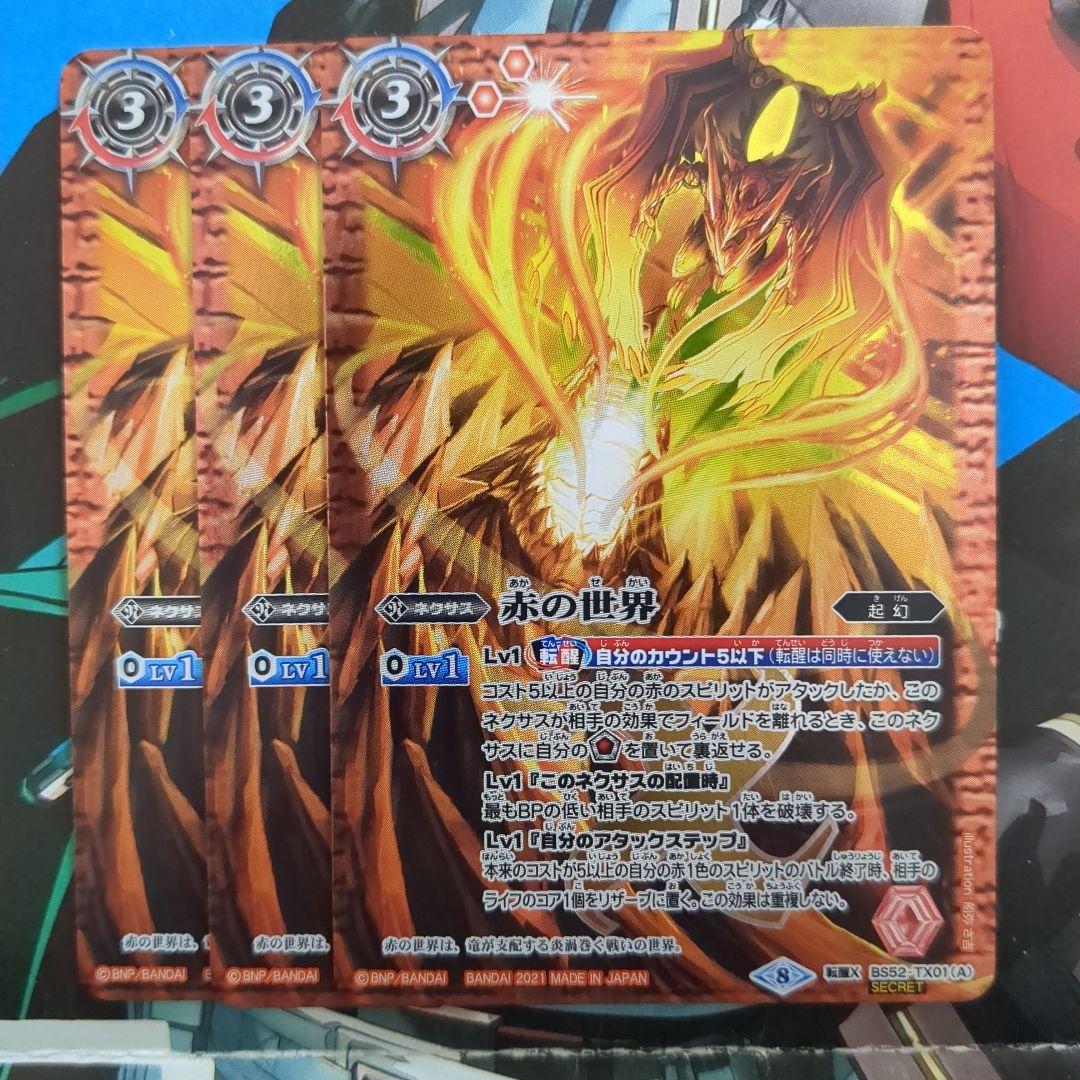 3
3
3
ネクサス
0 LV1
ネクサス
0 LV1
ネクサス
赤の世界
あか せかい
起幻
きげん
0 LV1
Lv1 転醒 自分のカウント5以下(転醒は同時に使えない)
コスト5以上の自分の赤のスピリットがアタックしたか、この
ネクサスが相手の効果でフィールドを離れるとき、このネク
サスに自分の を置いて裏返せる。
Lv1『このネクサスの配置時』
最もBPの低い相手のスピリット1体を破壊する。
Lv1『自分のアタックステップ』
本来のコストが5以上の自分の赤1色のスピリットのバトル終了時、相手の
ライフのコア1個をリザーブに置く。この効果は重複しない。
赤の世界は、
赤の世界は、
赤の世界は、竜が支配する炎渦巻く戦いの世界。
©BNP/BANDAI B
©BNP/BANDAI
©BNP/BANDAI BANDAI 2021 MADE IN JAPAN
8
転醒X BS52-TX01(A)
SECRET
illustration